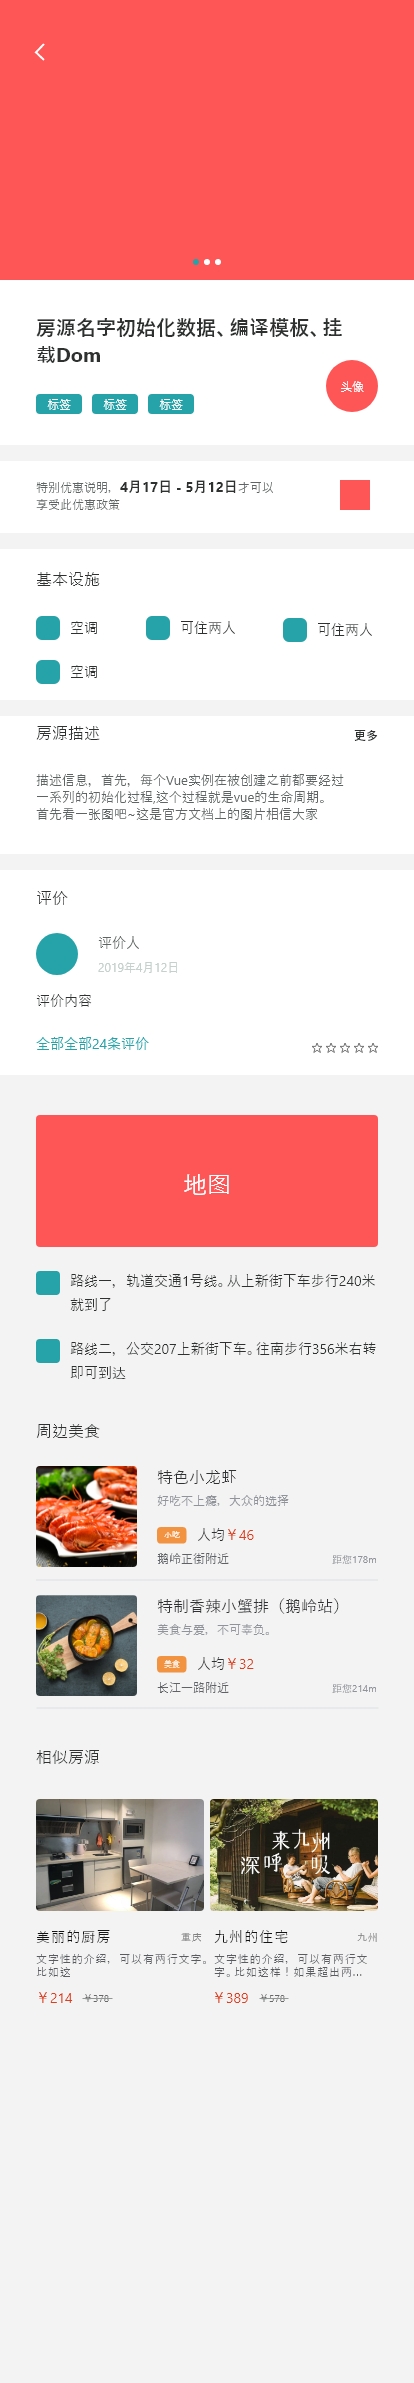 房源名字初始化数据、编译模板、挂
载Dom
标签 标签 标签
头像
特别优惠说明，4月17日 - 5月12日才可以
享受此优惠政策
基本设施
空调 可住两人 可住两人
空调
房源描述 更多
描述信息，首先，每个Vue实例在被创建之前都要经过
一系列的初始化过程,这个过程就是vue的生命周期。
首先看一张图吧~这是官方文档上的图片相信大家
评价
评价人
2019年4月12日
评价内容
全部全部24条评价
地图
路线一，轨道交通1号线。从上新街下车步行240米
就到了
路线二，公交207上新街下车。往南步行356米右转
即可到达
周边美食
特色小龙虾
好吃不上瘾，大众的选择
小吃 人均￥46
鹅岭正街附近 距您178m
特制香辣小蟹排（鹅岭站）
美食与爱，不可辜负。
美食 人均￥32
长江一路附近 距您214m
相似房源
来九州
深呼吸
美丽的厨房 重庆
文字性的介绍，可以有两行文字。
比如这
￥214 ￥378
九州的住宅 九州
文字性的介绍，可以有两行文
字。比如这样！如果超出两...
￥389 ￥578